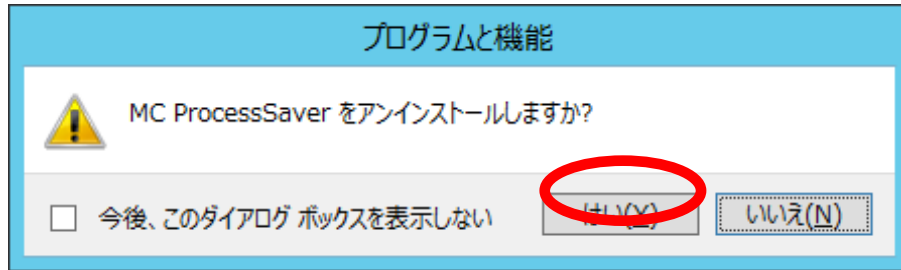 プログラムと機能
MC ProcessSaver をアンインストールしますか?
今後、このダイアログ ボックスを表示しない
はい(Y)
いいえ(N)